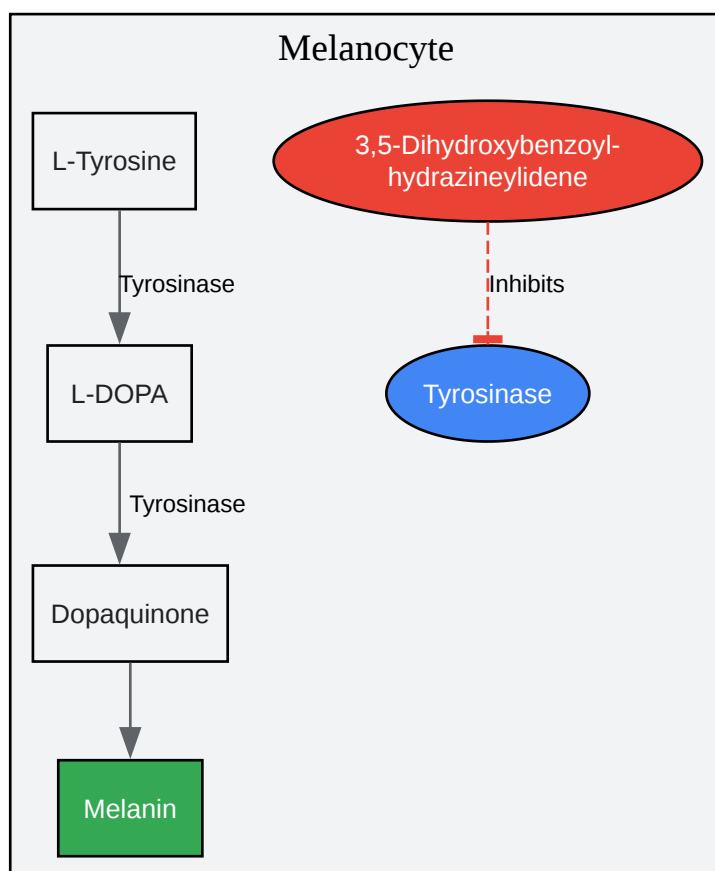 Melanocyte
L-Tyrosine
3,5-Dihydroxybenzoyl-
hydrazineylidene
Tyrosinase
Inhibits
L-DOPA
Tyrosinase
Tyrosinase
Dopaquinone
Melanin